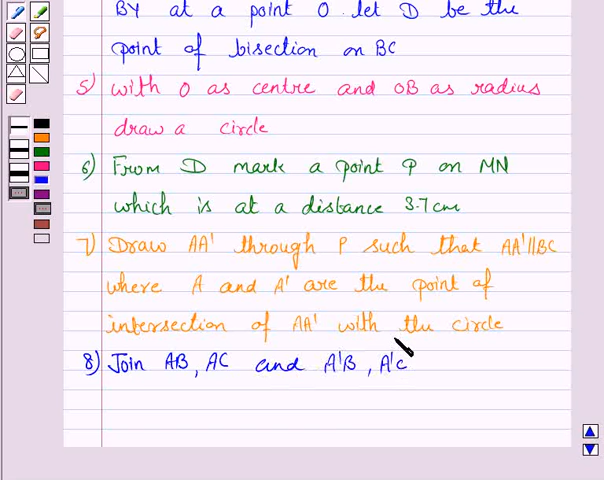 BY at a point O. let D be the
point of bisection on BC
5) with O as centre and OB as radius
draw a circle
6) From D mark a point P on MN
which is at a distance 3.7cm
7) Draw AA' through P such that AA'||BC
where A and A' are the point of
intersection of AA' with the circle
8) Join AB, AC and A'B, A'C